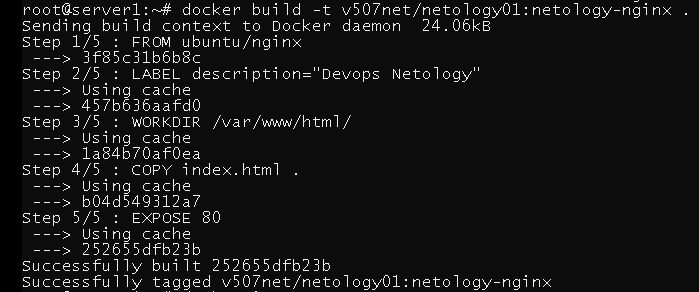 root@server1:~# docker build -t v507net/netology01:netology-nginx .
Sending build context to Docker daemon  24.06kB
Step 1/5 : FROM ubuntu/nginx
 ---> 3f85c31b6b8c
Step 2/5 : LABEL description="Devops Netology"
 ---> Using cache
 ---> 457b636aafd0
Step 3/5 : WORKDIR /var/www/html/
 ---> Using cache
 ---> 1a84b70af0ea
Step 4/5 : COPY index.html .
 ---> Using cache
 ---> b04d549312a7
Step 5/5 : EXPOSE 80
 ---> Using cache
 ---> 252655dfb23b
Successfully built 252655dfb23b
Successfully tagged v507net/netology01:netology-nginx